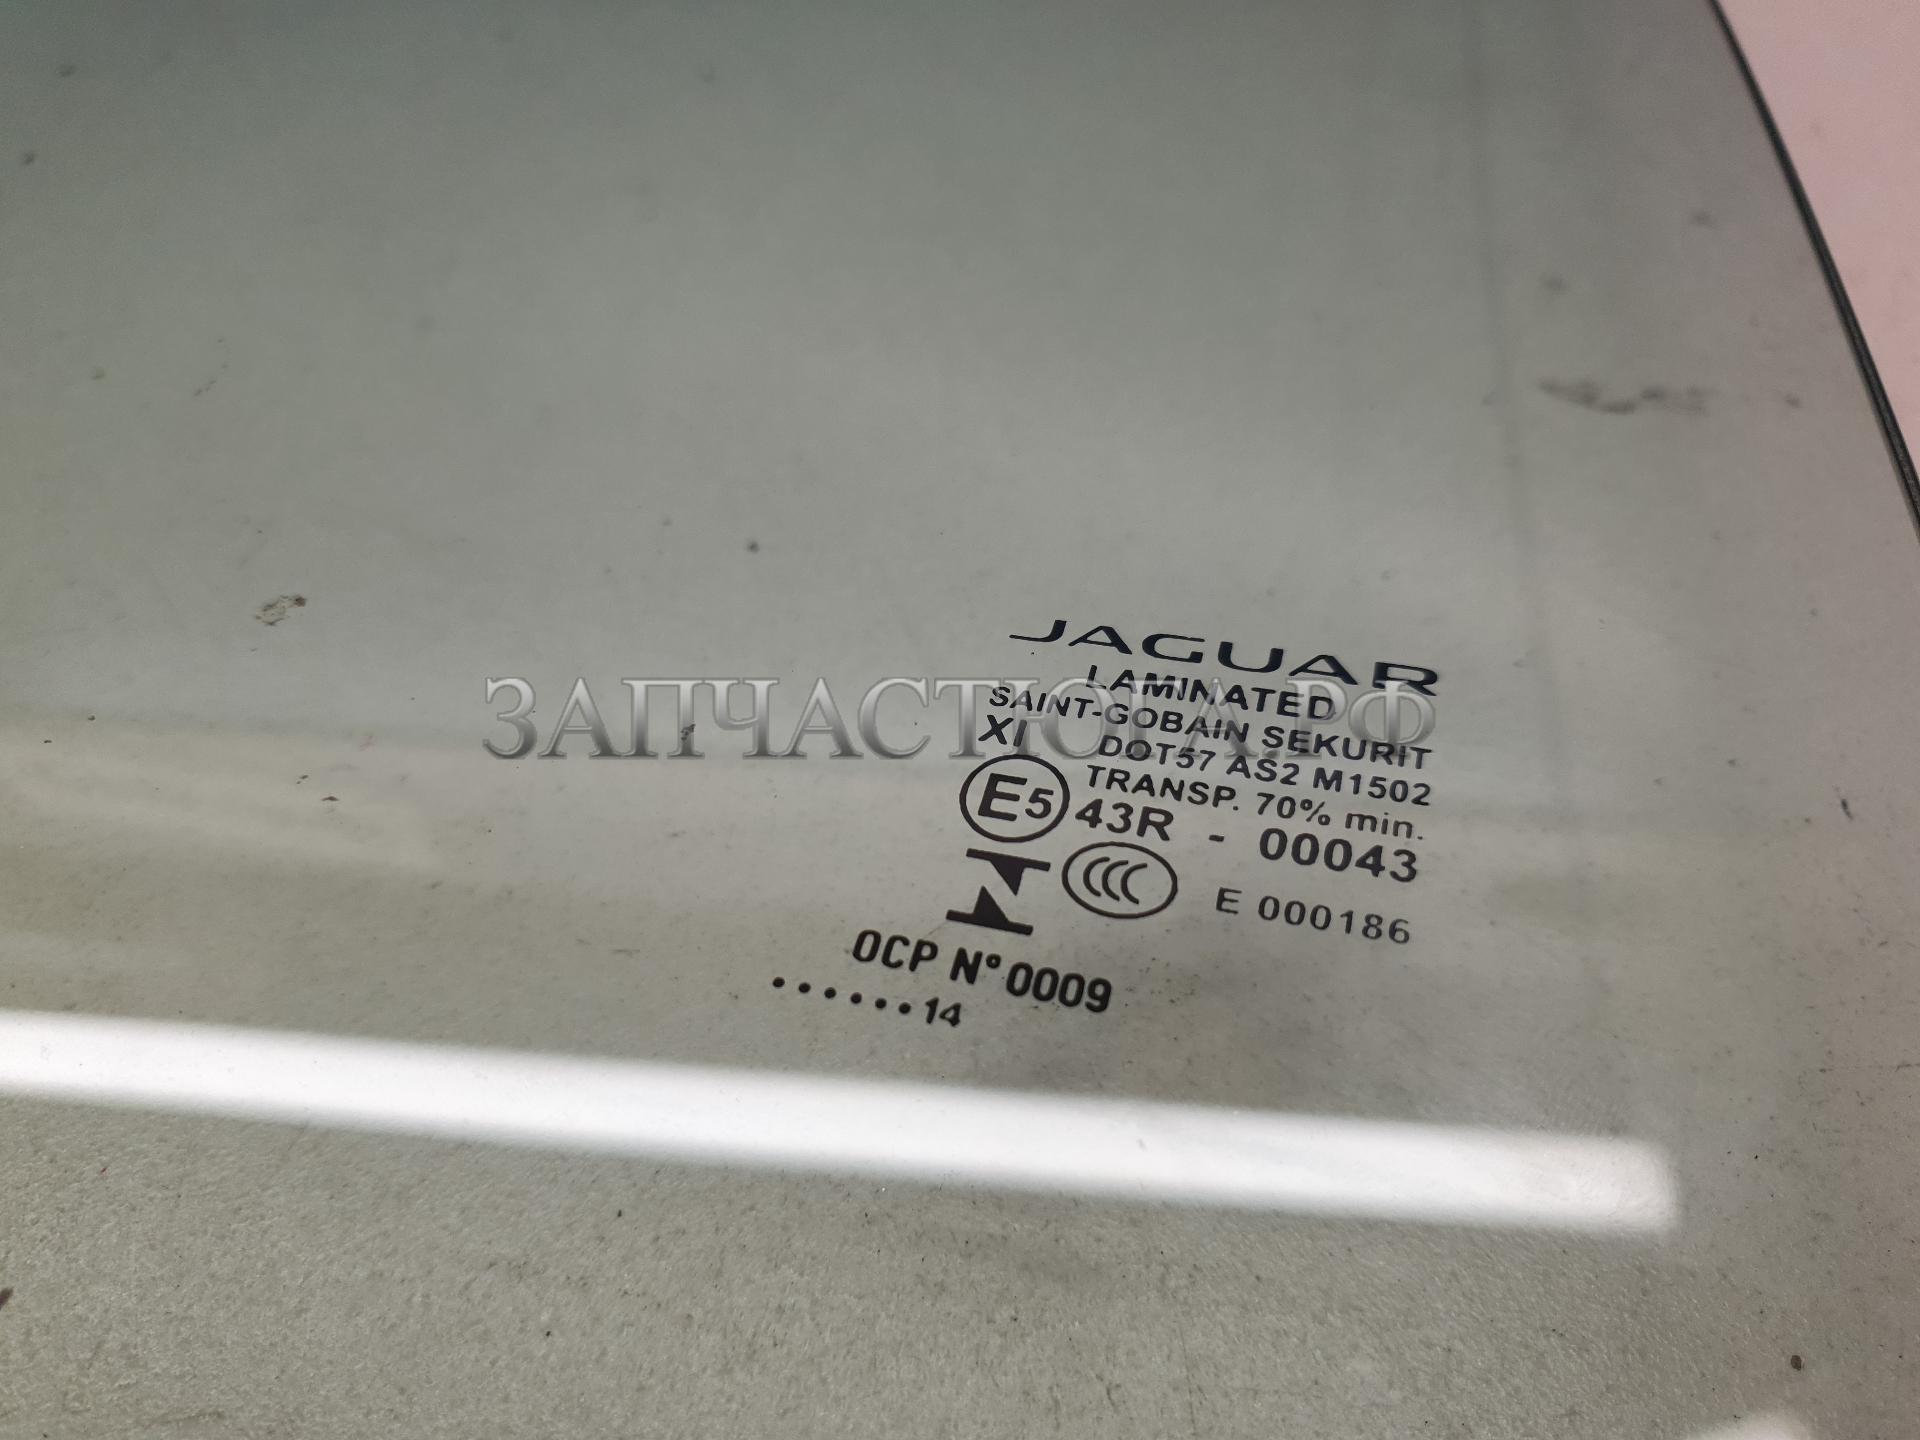 JAGUAR
LAMINATED
SAINT-GOBAIN SEKURIT
XI DOT57 AS2 M1502
TRANSP. 70% min.
E5 43R - 00043
CCC E 000186
OCP N° 0009
......14
ЗАПЧАСТЮГА.РФ